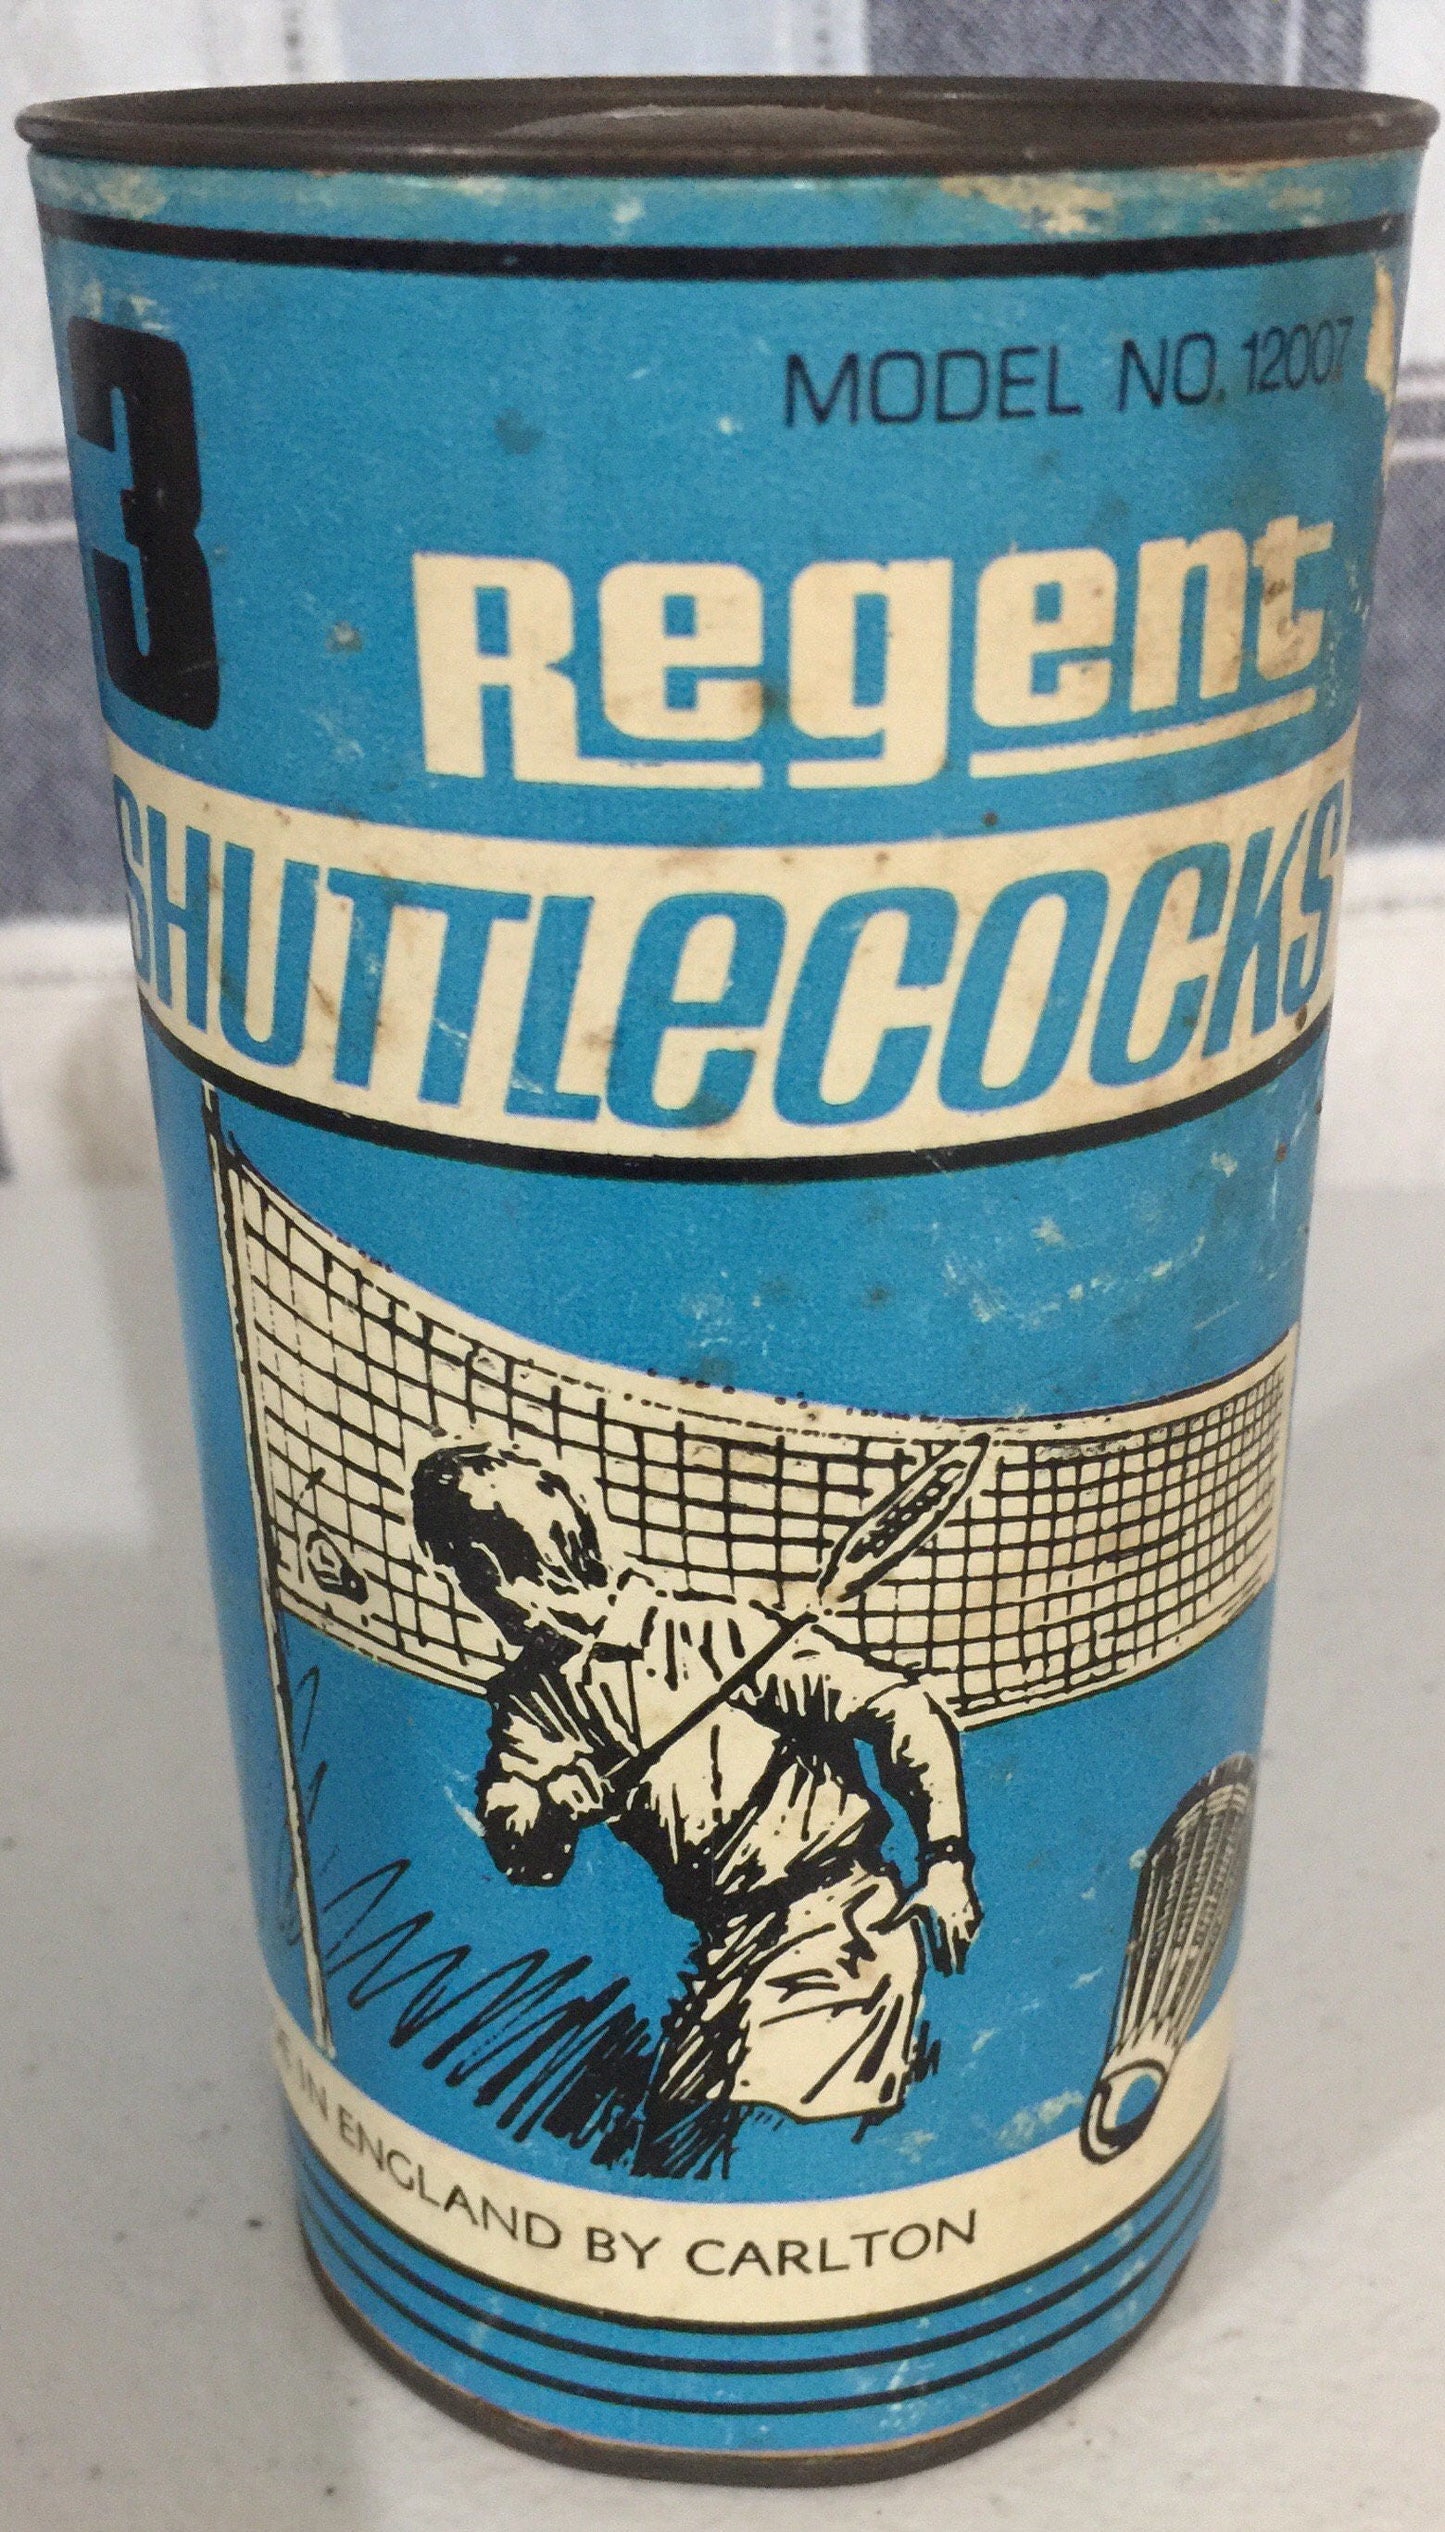 MODEL NO. 12007
3
Regent
SHUTTLECOCKS
IN ENGLAND BY CARLTON